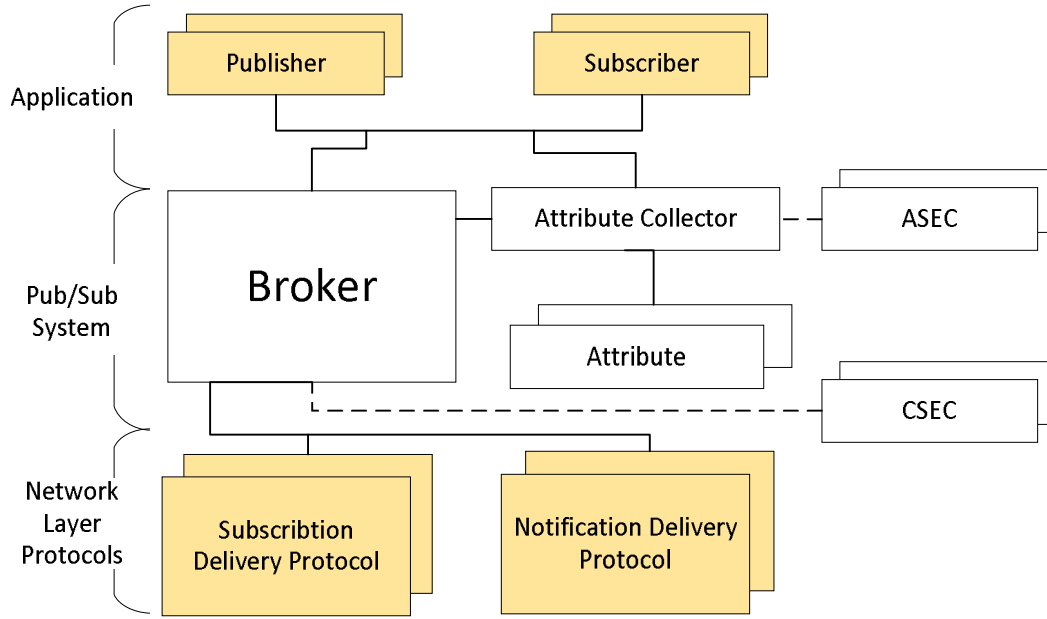 Publisher
Subscriber
Application
Attribute Collector
ASEC
Broker
Pub/Sub
System
Attribute
CSEC
Network
Layer
Protocols
Subscribtion
Delivery Protocol
Notification Delivery
Protocol